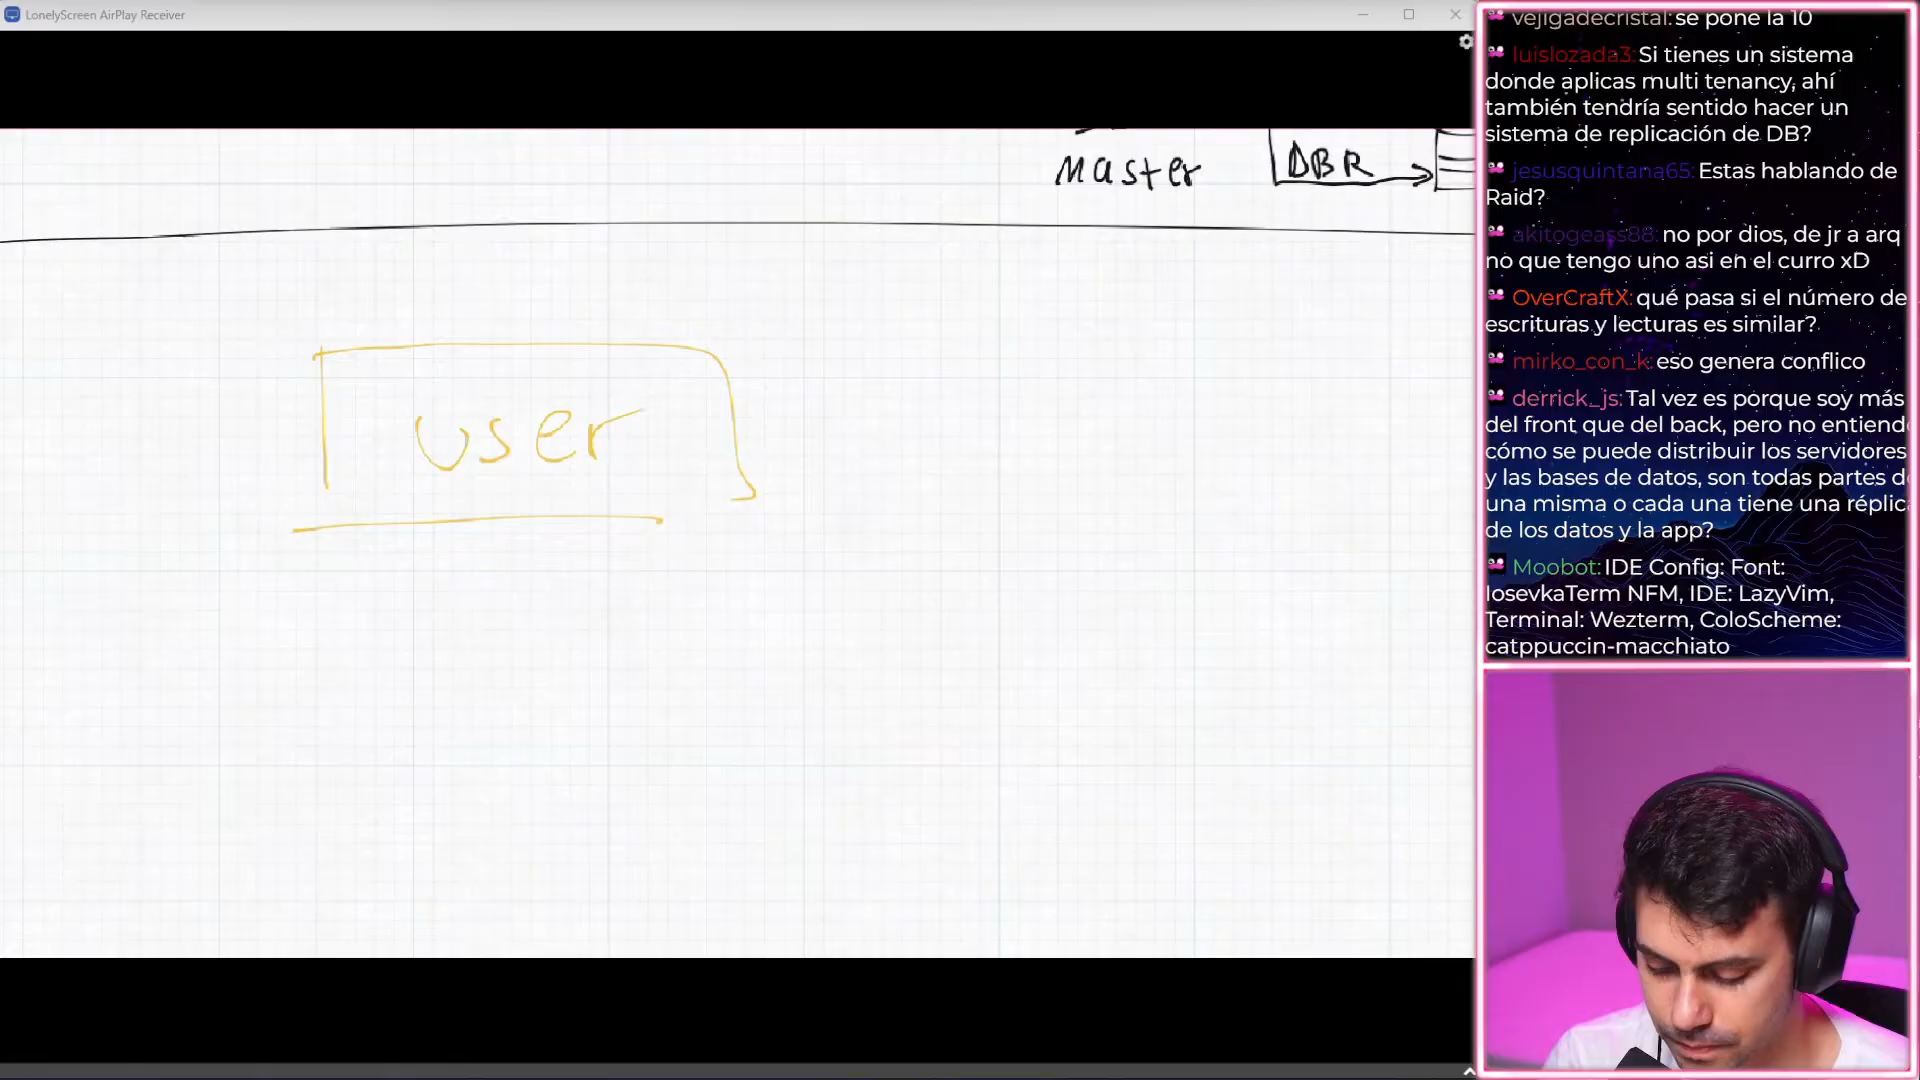 LonelyScreen AirPlay Receiver
master
DBR
user
vejigadecristal: se pone la 10
luislozada3: Si tienes un sistema
donde aplicas multi tenancy, ahí
también tendría sentido hacer un
sistema de replicación de DB?
jesusquintana65: Estas hablando de
Raid?
akitogeass88: no por dios, de jr a arq
no que tengo uno asi en el curro xD
OverCraftX: qué pasa si el número de
escrituras y lecturas es similar?
mirko_con_k: eso genera conflico
derrick_js: Tal vez es porque soy más
del front que del back, pero no entiendo
cómo se puede distribuir los servidores
y las bases de datos, son todas partes de
una misma o cada una tiene una réplica
de los datos y la app?
Moobot: IDE Config: Font:
IosevkaTerm NFM, IDE: LazyVim,
Terminal: Wezterm, ColoScheme:
catppuccin-macchiato